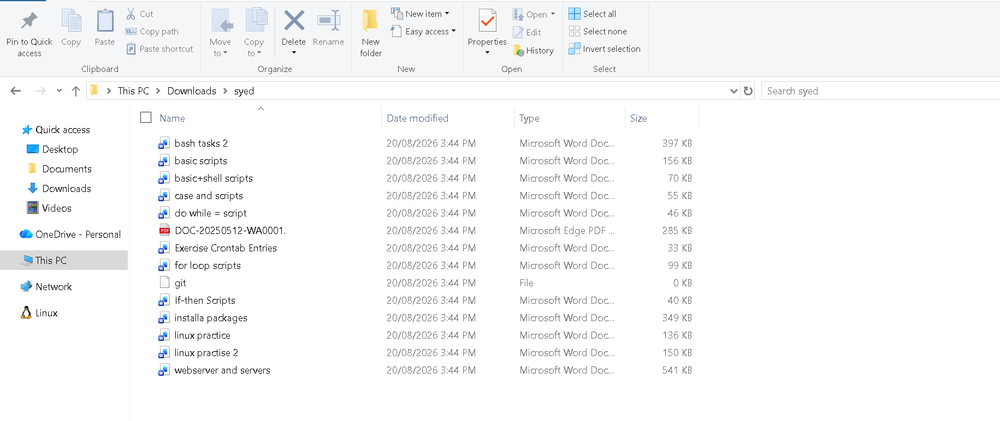 Pin to Quick access
Copy
Paste
Cut
Copy path
Paste shortcut
Clipboard
Move to
Copy to
Delete
Rename
Organize
New folder
New item
Easy access
New
Properties
Open
Edit
History
Open
Select all
Select none
Invert selection
Select
This PC > Downloads > syed
Search syed
Quick access
Desktop
Documents
Downloads
Videos
OneDrive - Personal
This PC
Network
Linux
Name Date modified Type Size
bash tasks 2 20/08/2026 3:44 PM Microsoft Word Doc... 397 KB
basic scripts 20/08/2026 3:44 PM Microsoft Word Doc... 156 KB
basic+shell scripts 20/08/2026 3:44 PM Microsoft Word Doc... 70 KB
case and scripts 20/08/2026 3:44 PM Microsoft Word Doc... 55 KB
do while = script 20/08/2026 3:44 PM Microsoft Word Doc... 46 KB
PDF DOC-20250512-WA0001. 20/08/2026 3:44 PM Microsoft Edge PDF ... 285 KB
Exercise Crontab Entries 20/08/2026 3:44 PM Microsoft Word Doc... 33 KB
for loop scripts 20/08/2026 3:44 PM Microsoft Word Doc... 99 KB
git 20/08/2026 3:44 PM File 0 KB
If-then Scripts 20/08/2026 3:44 PM Microsoft Word Doc... 40 KB
installa packages 20/08/2026 3:44 PM Microsoft Word Doc... 349 KB
linux practice 20/08/2026 3:44 PM Microsoft Word Doc... 136 KB
linux practise 2 20/08/2026 3:44 PM Microsoft Word Doc... 150 KB
webserver and servers 20/08/2026 3:44 PM Microsoft Word Doc... 541 KB